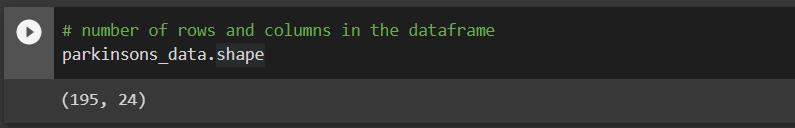 # number of rows and columns in the dataframe
parkinsons_data.shape
(195, 24)